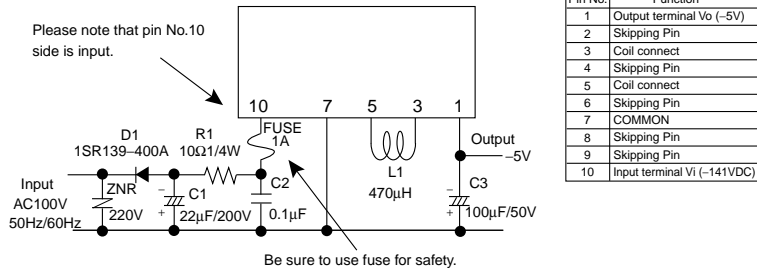 Please note that pin No.10
side is input.
10 7 5 3 1
FUSE
1A
D1
1SR139–400A
R1
10Ω1/4W
L1
470µH
Output
–5V
Input
AC100V
50Hz/60Hz
ZNR
220V
–
+
C1
22µF/200V
C2
0.1µF
–
+
C3
100µF/50V
Be sure to use fuse for safety.
Pin No. Function
1 Output terminal Vo (–5V)
2 Skipping Pin
3 Coil connect
4 Skipping Pin
5 Coil connect
6 Skipping Pin
7 COMMON
8 Skipping Pin
9 Skipping Pin
10 Input terminal Vi (–141VDC)